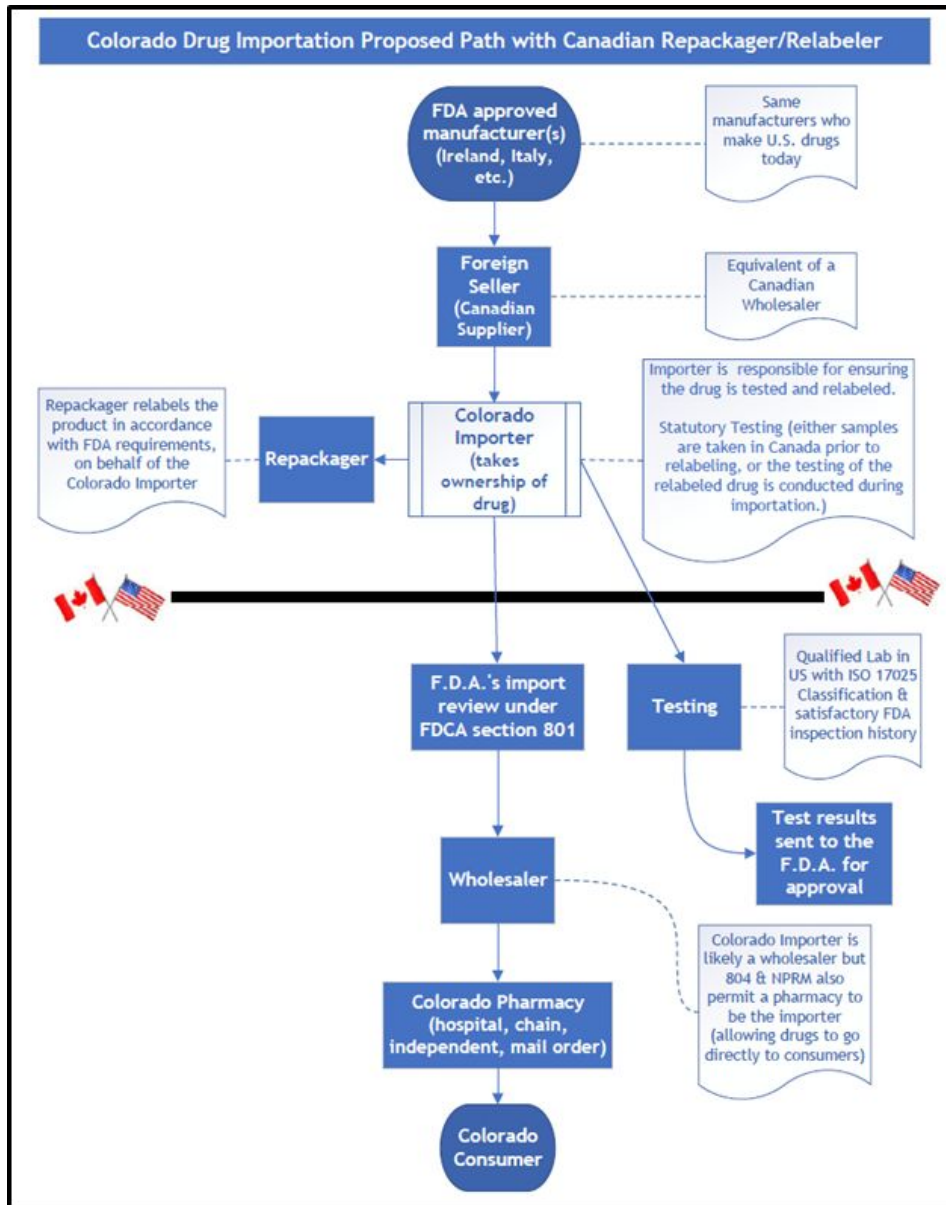 Colorado Drug Importation Proposed Path with Canadian Repackager/Relabeler
FDA approved
manufacturer(s)
(Ireland, Italy,
etc.)
Same
manufacturers who
make U.S. drugs
today
Foreign
Seller
(Canadian
Supplier)
Equivalent of a
Canadian
Wholesaler
Repackager relabels the
product in accordance
with FDA requirements,
on behalf of the
Colorado Importer
Repackager
Colorado
Importer
(takes
ownership of
drug)
Importer is responsible for ensuring
the drug is tested and relabeled.
Statutory Testing (either samples
are taken in Canada prior to
relabeling, or the testing of the
relabeled drug is conducted during
importation.)
F.D.A.'s import
review under
FDCA section 801
Testing
Qualified Lab in
US with ISO 17025
Classification &
satisfactory FDA
inspection history
Test results
sent to the
F.D.A. for
approval
Wholesaler
Colorado Importer is
likely a wholesaler but
804 & NPRM also
permit a pharmacy to
be the importer
(allowing drugs to go
directly to consumers)
Colorado Pharmacy
(hospital, chain,
independent, mail order)
Colorado
Consumer